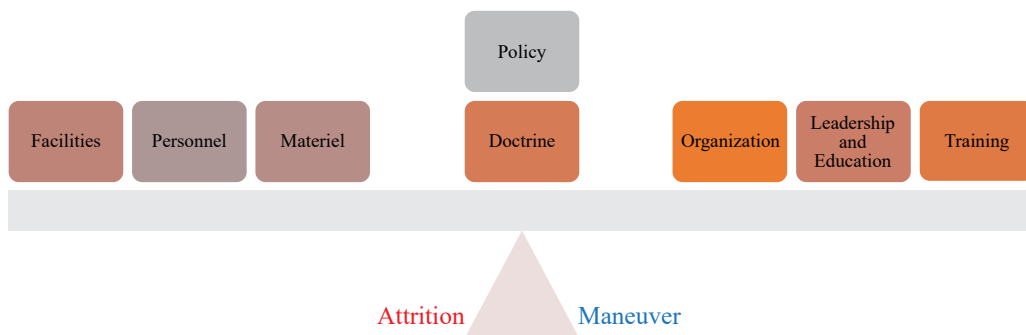 Policy
Facilities
Personnel
Materiel
Doctrine
Organization
Leadership
and
Education
Training
Attrition
Maneuver